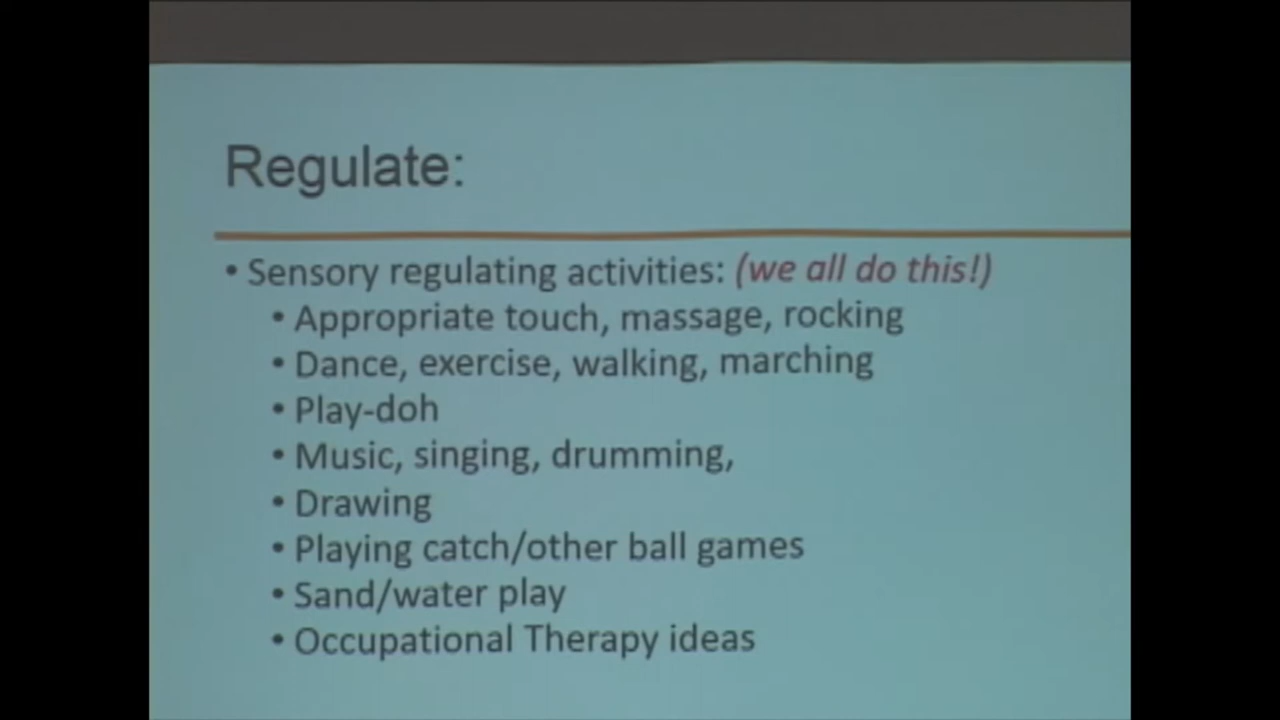 Regulate:
• Sensory regulating activities: (we all do this!)
• Appropriate touch, massage, rocking
• Dance, exercise, walking, marching
• Play-doh
• Music, singing, drumming,
• Drawing
• Playing catch/other ball games
• Sand/water play
• Occupational Therapy ideas